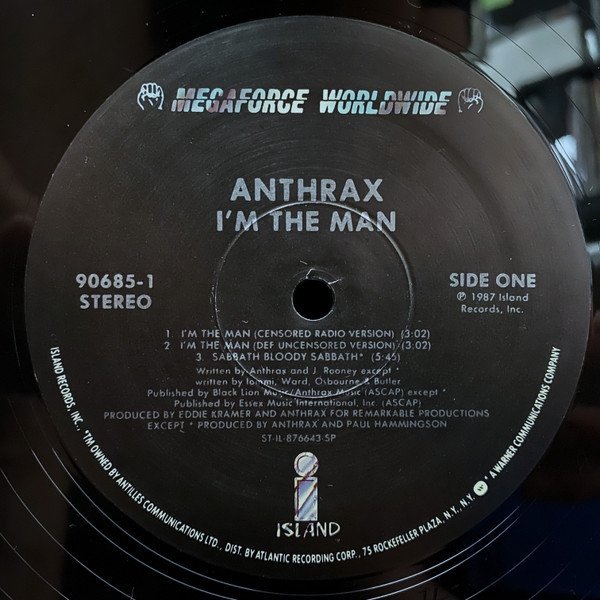 MEGAFORCE WORLDWIDE
ANTHRAX
I'M THE MAN
90685-1
STEREO
SIDE ONE
℗ 1987 Island
Records, Inc.
1. I'M THE MAN (CENSORED RADIO VERSION) (3:02)
2. I'M THE MAN (DEF UNCENSORED VERSION) (3:02)
3. SABBATH BLOODY SABBATH* (5:45)
Written by Anthrax and J. Rooney except *
written by Iommi, Ward, Osbourne & Butler
Published by Black Lion Music/Anthrax Music (ASCAP) except *
Published by Essex Music International, Inc. (ASCAP)
PRODUCED BY EDDIE KRAMER AND ANTHRAX FOR REMARKABLE PRODUCTIONS
EXCEPT * PRODUCED BY ANTHRAX AND PAUL HAMMINGSON
ST-IL-876643-SP
i
ISLAND
ISLAND RECORDS, INC. *TM OWNED BY ANTILLES COMMUNICATIONS LTD., DIST. BY ATLANTIC RECORDING CORP., 75 ROCKEFELLER PLAZA, N.Y., N.Y. * A WARNER COMMUNICATIONS COMPANY